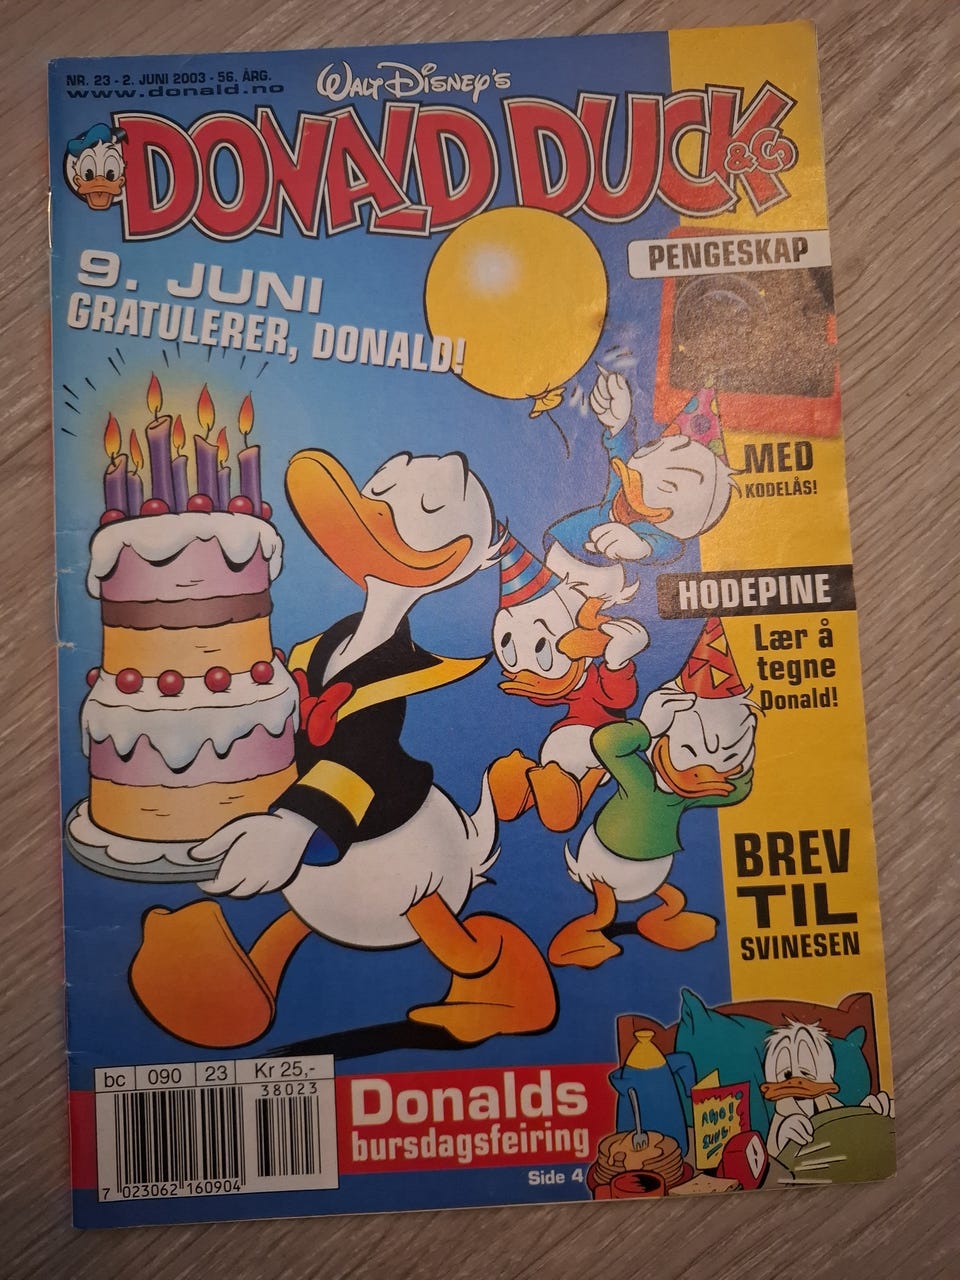 NR. 23 - 2. JUNI 2003 - 56. ÅRG.
www.donald.no
WALT DISNEY'S
DONALD DUCK
& Co
9. JUNI
GRATULERER, DONALD!
PENGESKAP
MED
KODELÅS!
HODEPINE
Lær å
tegne
Donald!
BREV
TIL
SVINESEN
bc 090 23 Kr 25,-
38023
7 023062 160904
Donalds
bursdagsfeiring
Side 4